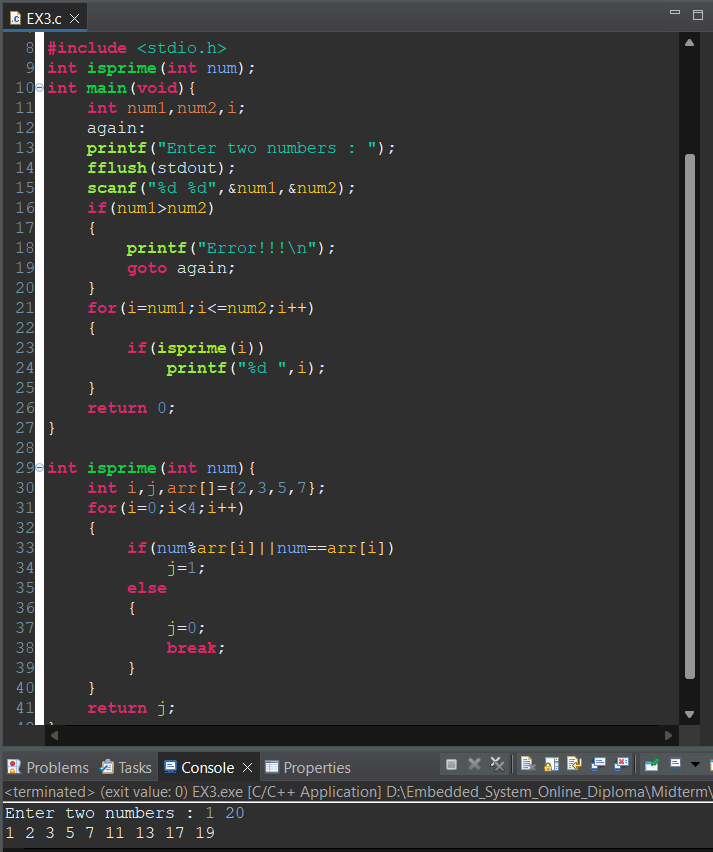 EX3.c
8 #include <stdio.h>
9 int isprime(int num);
10 int main(void){
11     int num1,num2,i;
12     again:
13     printf("Enter two numbers : ");
14     fflush(stdout);
15     scanf("%d %d",&num1,&num2);
16     if(num1>num2)
17     {
18         printf("Error!!!\n");
19         goto again;
20     }
21     for(i=num1;i<=num2;i++)
22     {
23         if(isprime(i))
24             printf("%d ",i);
25     }
26     return 0;
27 }
28
29 int isprime(int num){
30     int i,j,arr[]={2,3,5,7};
31     for(i=0;i<4;i++)
32     {
33         if(num%arr[i]||num==arr[i])
34             j=1;
35         else
36         {
37             j=0;
38             break;
39         }
40     }
41     return j;
Problems Tasks Console Properties
<terminated> (exit value: 0) EX3.exe [C/C++ Application] D:\Embedded_System_Online_Diploma\Midterm\
Enter two numbers : 1 20
1 2 3 5 7 11 13 17 19